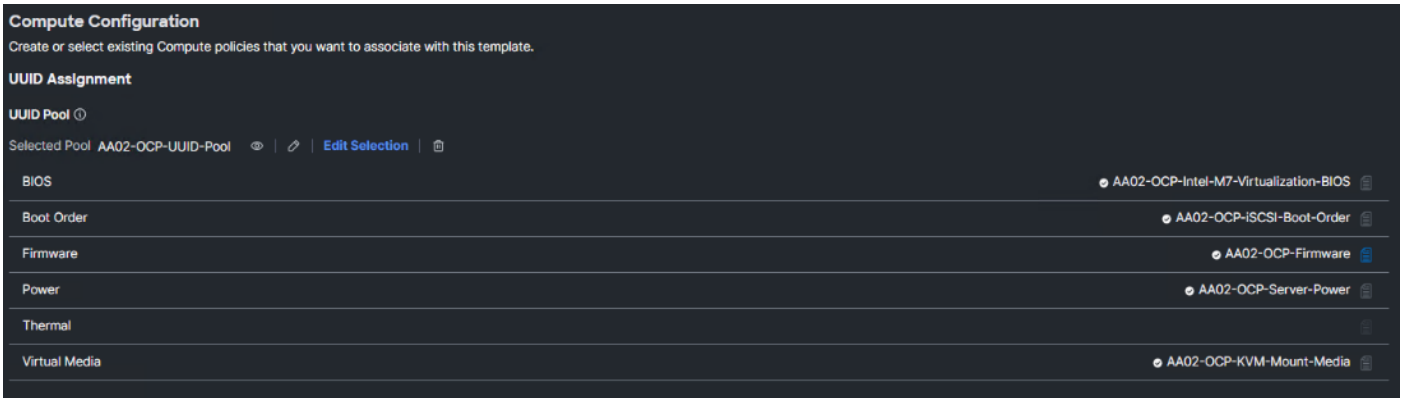 Compute Configuration
Create or select existing Compute policies that you want to associate with this template.
UUID Assignment
UUID Pool
Selected Pool AA02-OCP-UUID-Pool | | Edit Selection |
BIOS AA02-OCP-Intel-M7-Virtualization-BIOS
Boot Order AA02-OCP-iSCSI-Boot-Order
Firmware AA02-OCP-Firmware
Power AA02-OCP-Server-Power
Thermal
Virtual Media AA02-OCP-KVM-Mount-Media